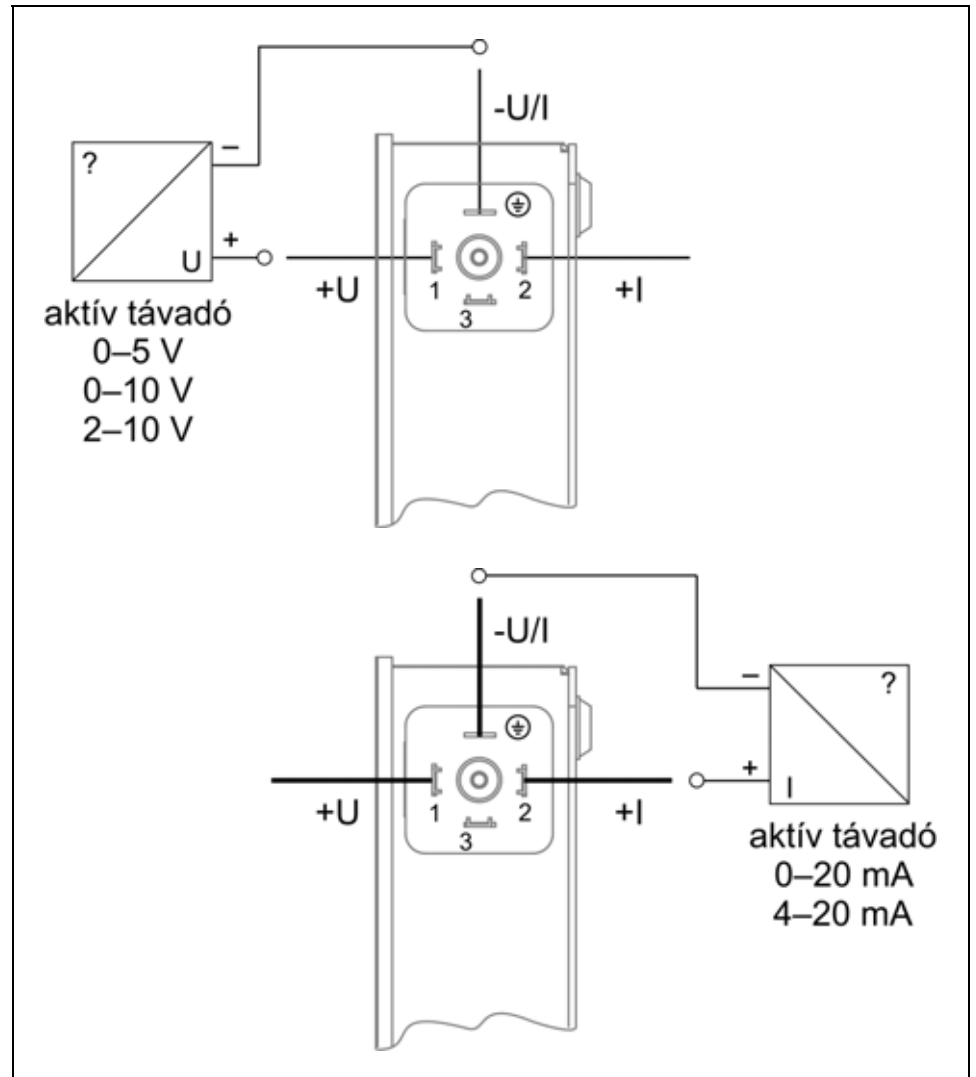 -U/I
?
–
U
+
+U
1
2
3
+I
aktív távadó
0–5 V
0–10 V
2–10 V
-U/I
–
?
+
I
+U
1
2
3
+I
aktív távadó
0–20 mA
4–20 mA